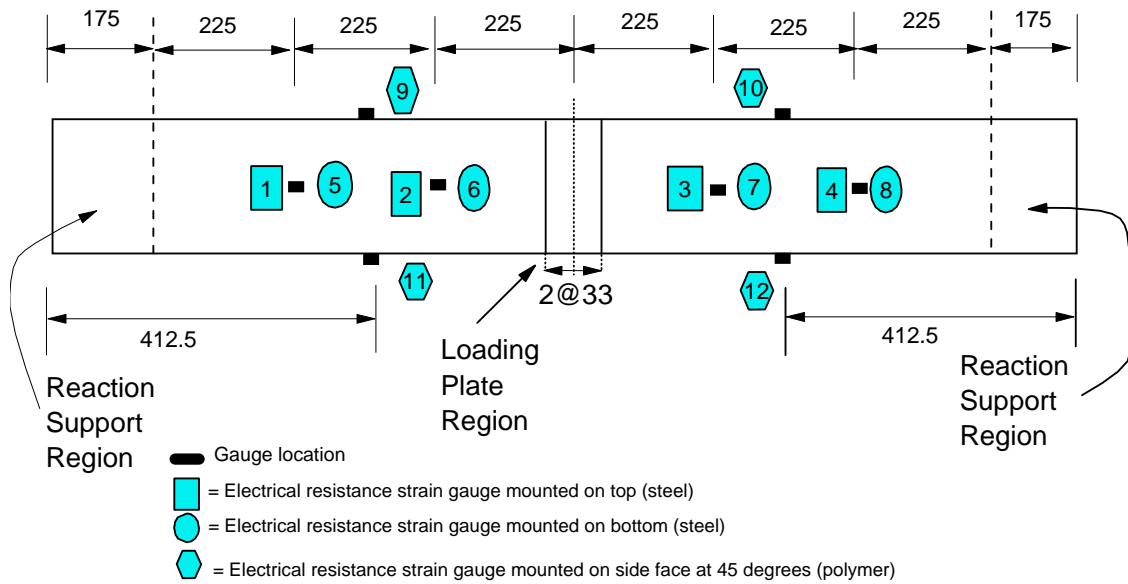 175
225
225
225
225
225
225
175
9
10
1
5
2
6
3
7
4
8
11
12
2@33
412.5
412.5
Loading
Plate
Region
Reaction
Support
Region
Reaction
Support
Region
Gauge location
= Electrical resistance strain gauge mounted on top (steel)
= Electrical resistance strain gauge mounted on bottom (steel)
= Electrical resistance strain gauge mounted on side face at 45 degrees (polymer)